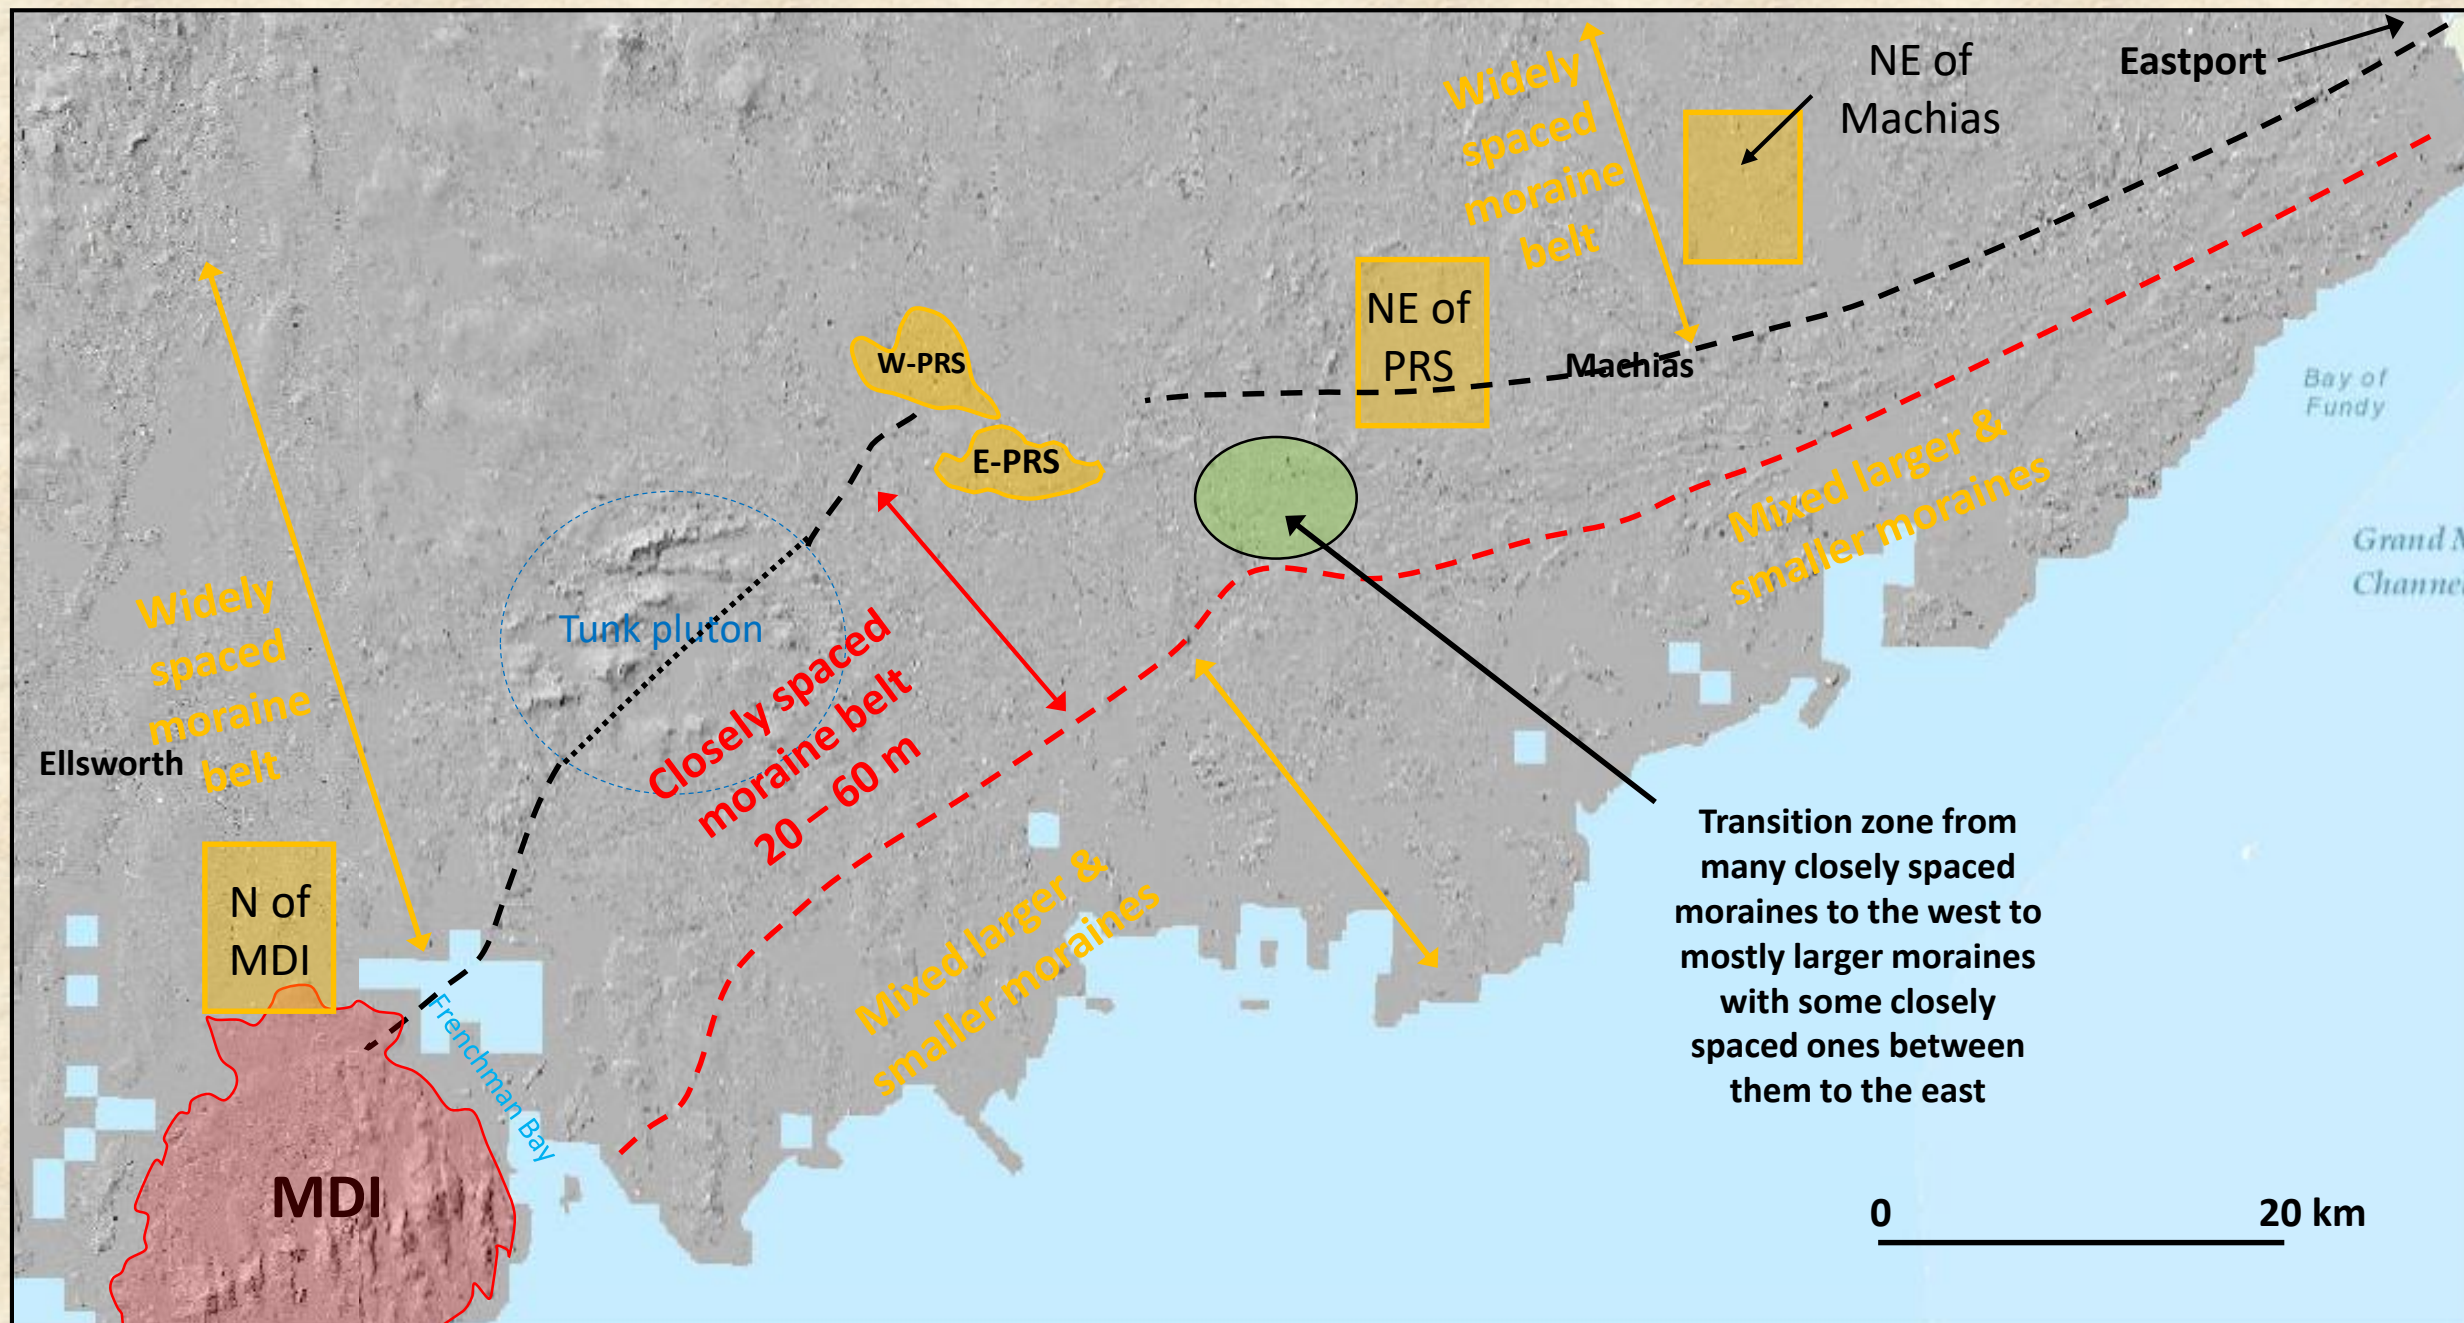 Eastport
NE of
Machias
Widely
spaced
moraine
belt
NE of
PRS
Machias
W-PRS
E-PRS
Bay of
Fundy
Mixed larger &
smaller moraines
Grand
Channel
Tunk pluton
Widely
spaced
moraine
belt
Ellsworth
Closely spaced
moraine belt
20 – 60 m
N of
MDI
Mixed larger &
smaller moraines
Frenchman Bay
Transition zone from
many closely spaced
moraines to the west to
mostly larger moraines
with some closely
spaced ones between
them to the east
MDI
0 20 km